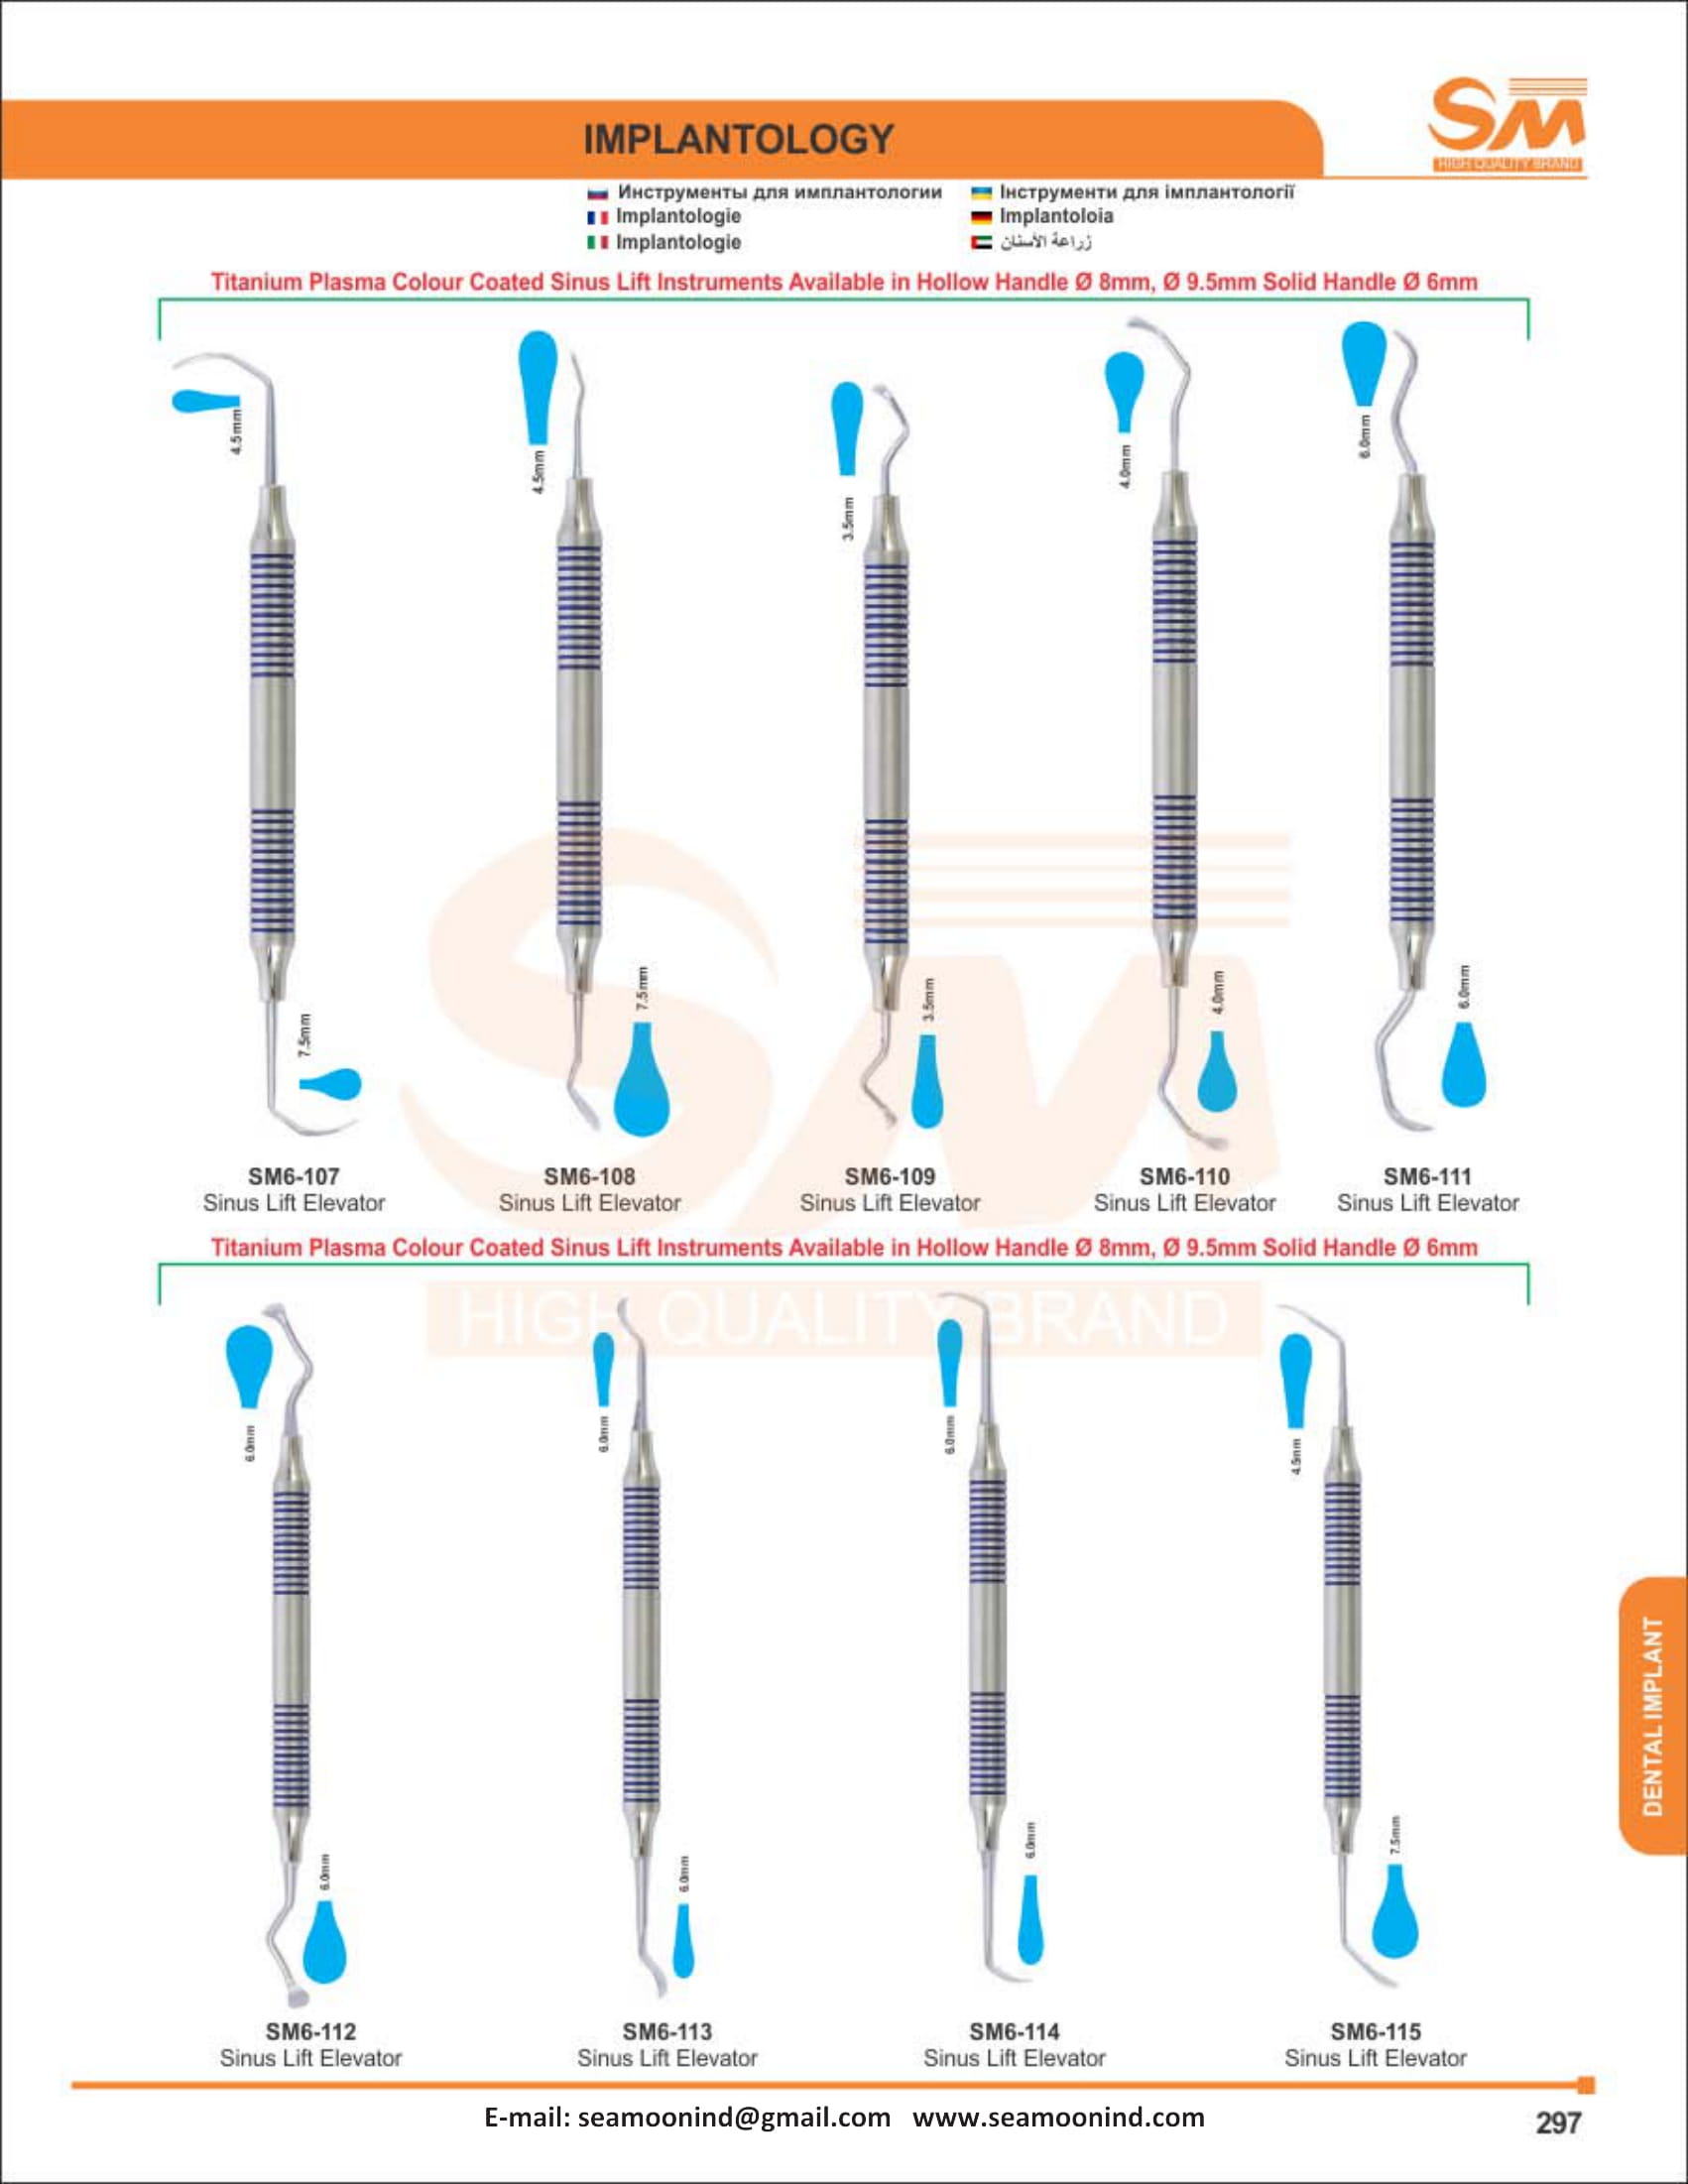 SM
HIGH QUALITY BRAND
IMPLANTOLOGY
Инструменты для имплантологии
Інструменти для імплантології
Implantologie
Implantoloia
Implantologie
زراعة الأسنان
Titanium Plasma Colour Coated Sinus Lift Instruments Available in Hollow Handle Ø 8mm, Ø 9.5mm Solid Handle Ø 6mm
4.5mm
4.5mm
3.5mm
4.0mm
6.0mm
7.5mm
7.5mm
3.5mm
4.0mm
6.0mm
SM6-107
Sinus Lift Elevator
SM6-108
Sinus Lift Elevator
SM6-109
Sinus Lift Elevator
SM6-110
Sinus Lift Elevator
SM6-111
Sinus Lift Elevator
Titanium Plasma Colour Coated Sinus Lift Instruments Available in Hollow Handle Ø 8mm, Ø 9.5mm Solid Handle Ø 6mm
SM
HIGH QUALITY BRAND
6.0mm
6.0mm
6.0mm
4.5mm
6.0mm
6.0mm
6.0mm
7.5mm
SM6-112
Sinus Lift Elevator
SM6-113
Sinus Lift Elevator
SM6-114
Sinus Lift Elevator
SM6-115
Sinus Lift Elevator
DENTAL IMPLANT
E-mail: seamoonind@gmail.com www.seamoonind.com
297